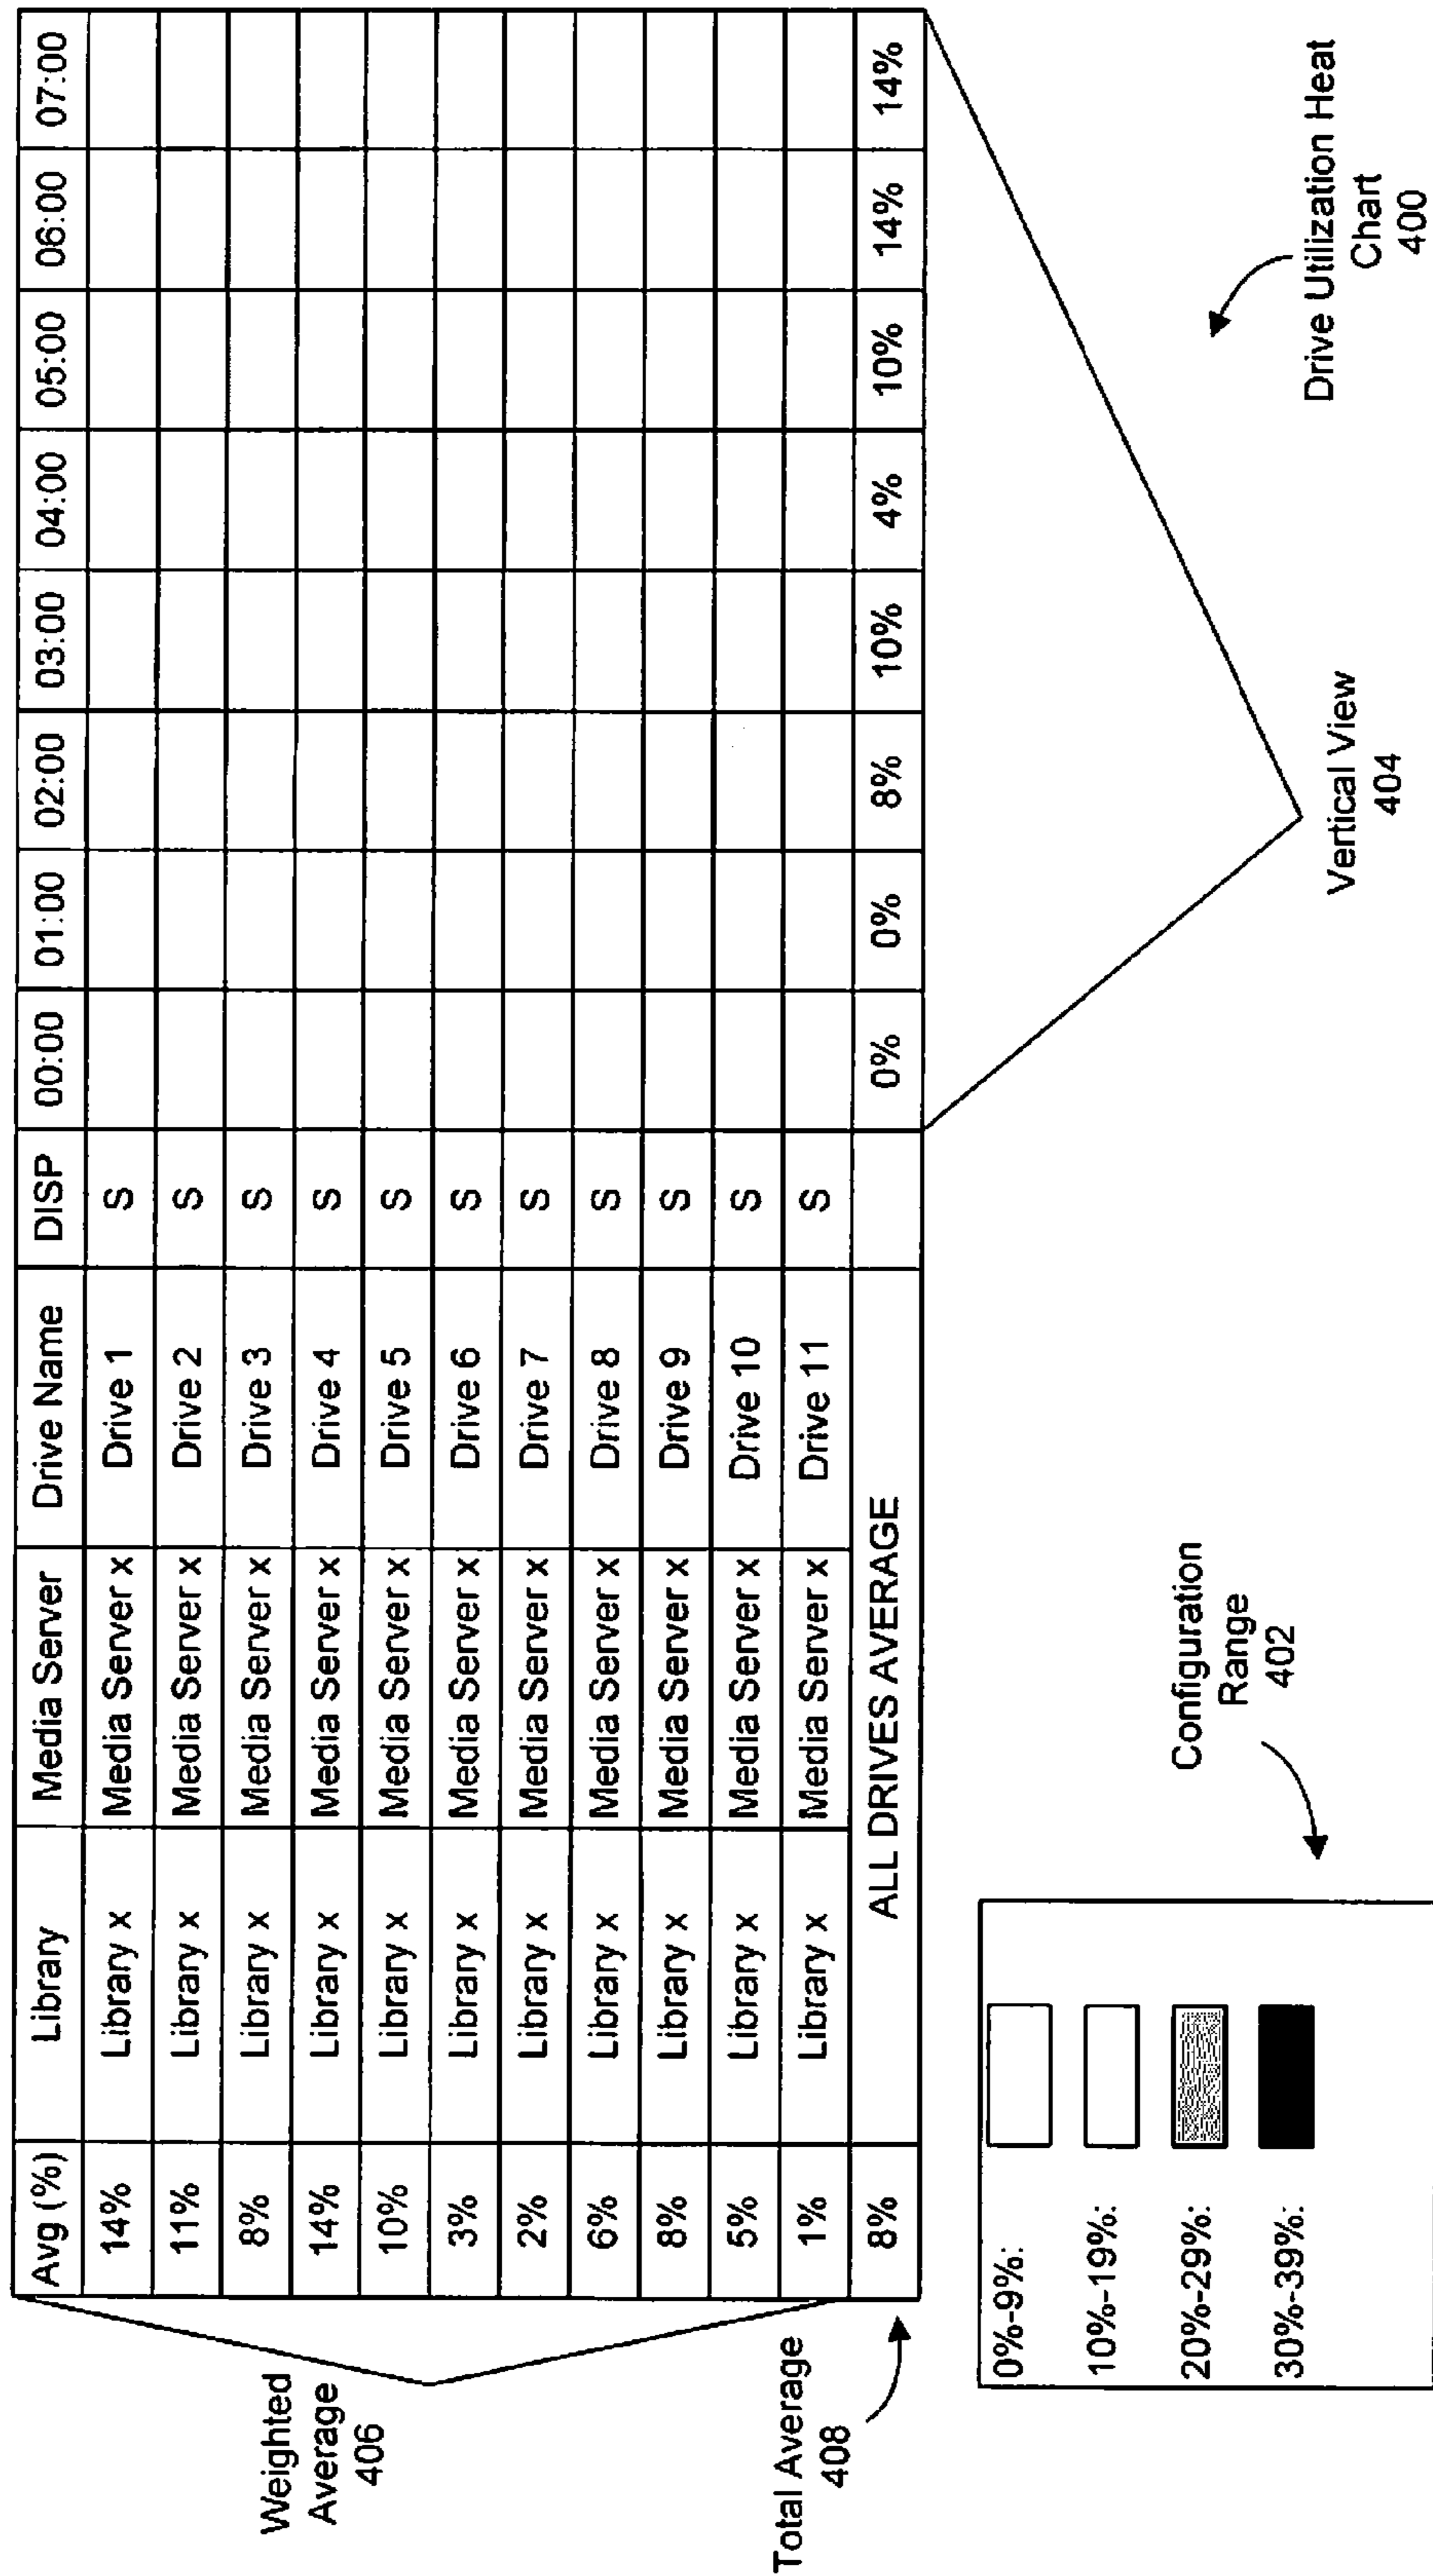 Avg (%) Library Media Server Drive Name DISP 00:00 01:00 02:00 03:00 04:00 05:00 06:00 07:00
14% Library x Media Server x Drive 1 S
11% Library x Media Server x Drive 2 S
8% Library x Media Server x Drive 3 S
14% Library x Media Server x Drive 4 S
10% Library x Media Server x Drive 5 S
3% Library x Media Server x Drive 6 S
2% Library x Media Server x Drive 7 S
6% Library x Media Server x Drive 8 S
8% Library x Media Server x Drive 9 S
5% Library x Media Server x Drive 10 S
1% Library x Media Server x Drive 11 S
8% ALL DRIVES AVERAGE 0% 0% 8% 10% 4% 10% 14% 14%
Weighted
Average
406
Total Average
408
0%-9%:
10%-19%:
20%-29%:
30%-39%:
Configuration
Range
402
Vertical View
404
Drive Utilization Heat
Chart
400